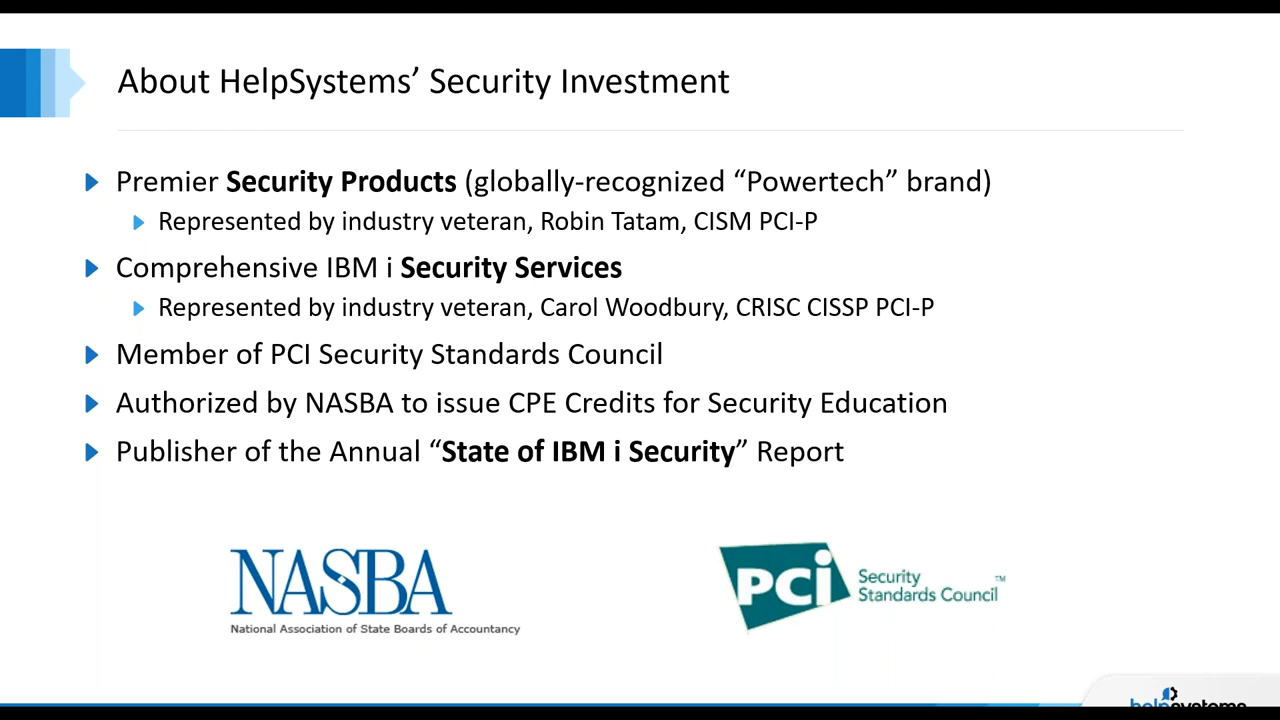 About HelpSystems’ Security Investment
Premier Security Products (globally-recognized “Powertech” brand)
Represented by industry veteran, Robin Tatam, CISM PCI-P
Comprehensive IBM i Security Services
Represented by industry veteran, Carol Woodbury, CRISC CISSP PCI-P
Member of PCI Security Standards Council
Authorized by NASBA to issue CPE Credits for Security Education
Publisher of the Annual “State of IBM i Security” Report
NASBA
National Association of State Boards of Accountancy
PCi
Security
Standards Council™
helpsystems